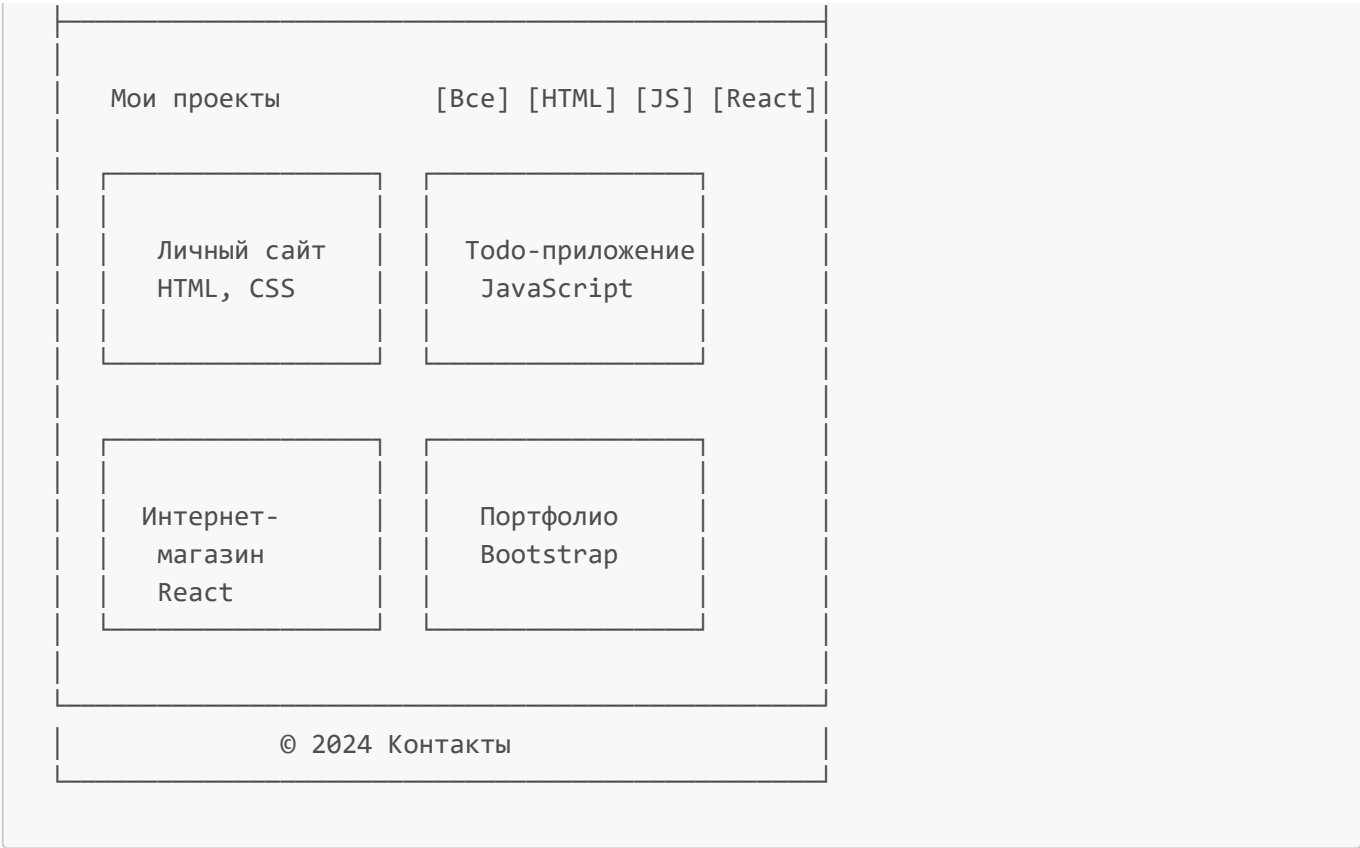 Мои проекты [Все] [HTML] [JS] [React]
Личный сайт Todo-приложение
HTML, CSS JavaScript
Интернет- Портфолио
магазин Bootstrap
React
© 2024 Контакты